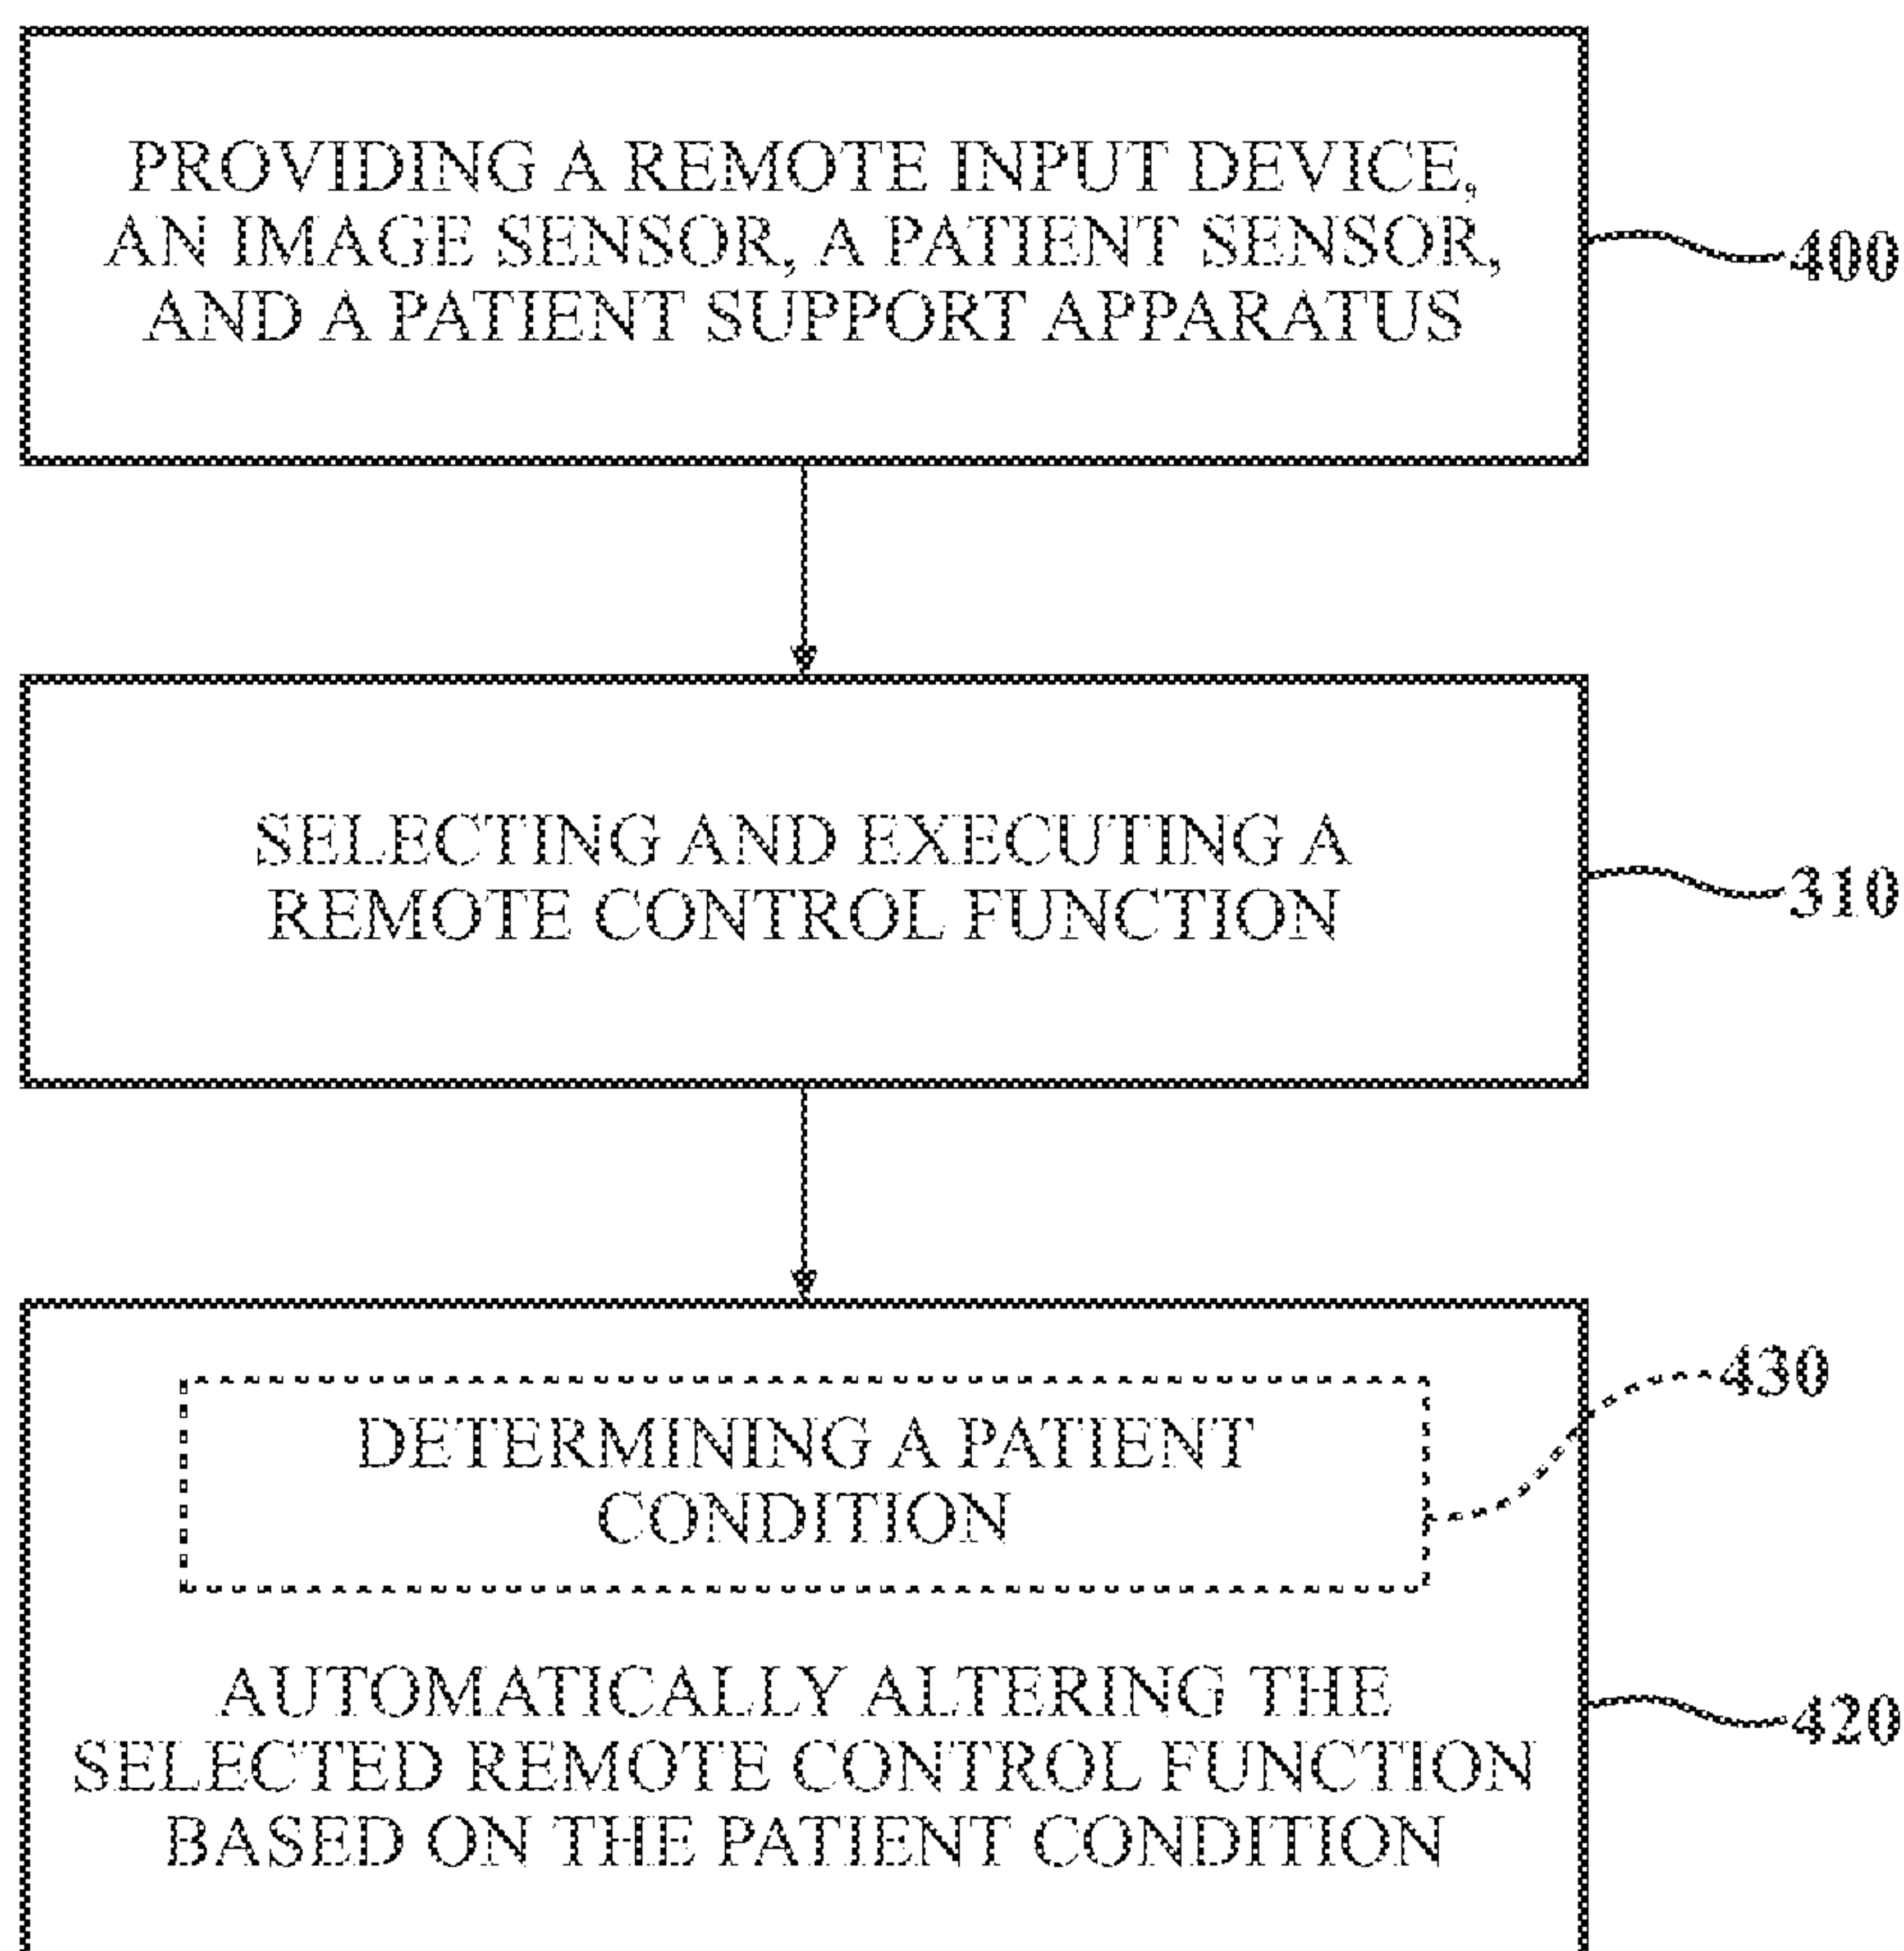 PROVIDING A REMOTE INPUT DEVICE,
AN IMAGE SENSOR, A PATIENT SENSOR,
AND A PATIENT SUPPORT APPARATUS
400
SELECTING AND EXECUTING A
REMOTE CONTROL FUNCTION
310
430
DETERMINING A PATIENT
CONDITION
AUTOMATICALLY ALTERING THE
SELECTED REMOTE CONTROL FUNCTION
BASED ON THE PATIENT CONDITION
420